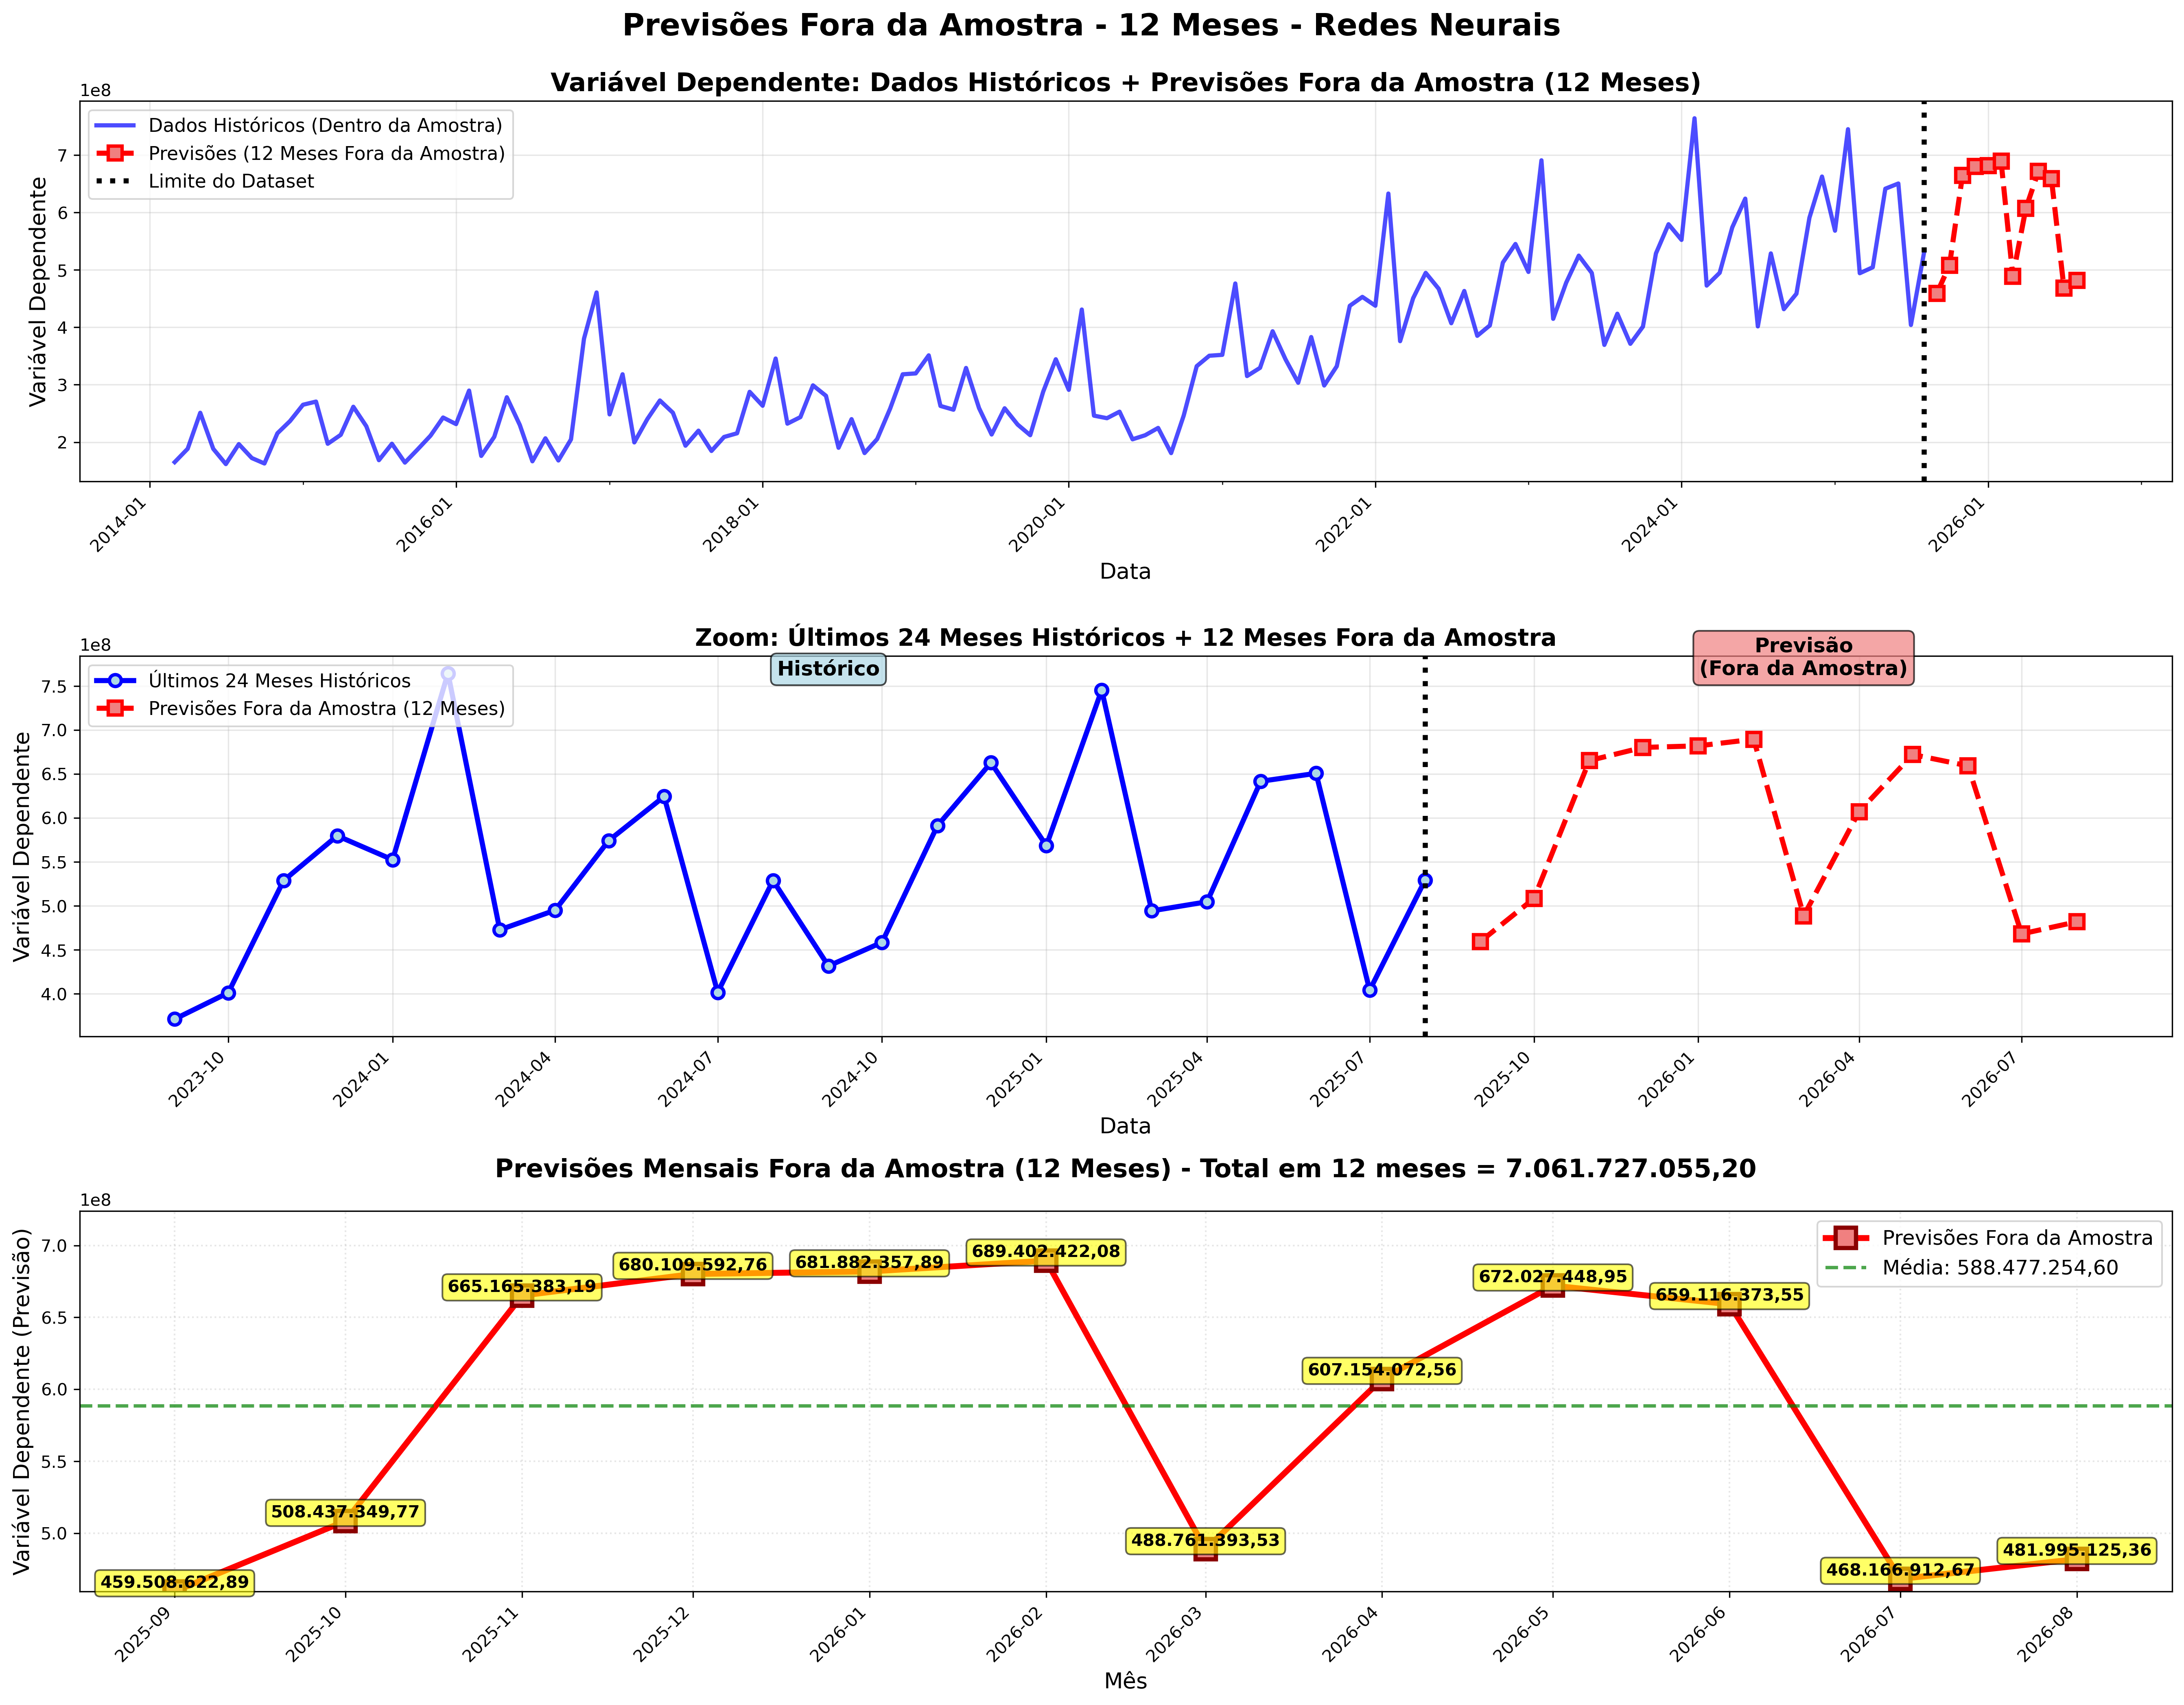 Previsões Fora da Amostra - 12 Meses - Redes Neurais
Variável Dependente: Dados Históricos + Previsões Fora da Amostra (12 Meses)
1e8
Dados Históricos (Dentro da Amostra)
Previsões (12 Meses Fora da Amostra)
Limite do Dataset
Variável Dependente
7
6
5
4
3
2
2014-01
2016-01
2018-01
2020-01
2022-01
2024-01
2026-01
Data
Zoom: Últimos 24 Meses Históricos + 12 Meses Fora da Amostra
1e8
Últimos 24 Meses Históricos
Previsões Fora da Amostra (12 Meses)
Histórico
Previsão
(Fora da Amostra)
Variável Dependente
7.5
7.0
6.5
6.0
5.5
5.0
4.5
4.0
2023-10
2024-01
2024-04
2024-07
2024-10
2025-01
2025-04
2025-07
2025-10
2026-01
2026-04
2026-07
Data
Previsões Mensais Fora da Amostra (12 Meses) - Total em 12 meses = 7.061.727.055,20
1e8
Previsões Fora da Amostra
Média: 588.477.254,60
Variável Dependente (Previsão)
7.0
6.5
6.0
5.5
5.0
459.508.622,89
508.437.349,77
665.165.383,19
680.109.592,76
681.882.357,89
689.402.422,08
488.761.393,53
607.154.072,56
672.027.448,95
659.116.373,55
468.166.912,67
481.995.125,36
2025-09
2025-10
2025-11
2025-12
2026-01
2026-02
2026-03
2026-04
2026-05
2026-06
2026-07
2026-08
Mês